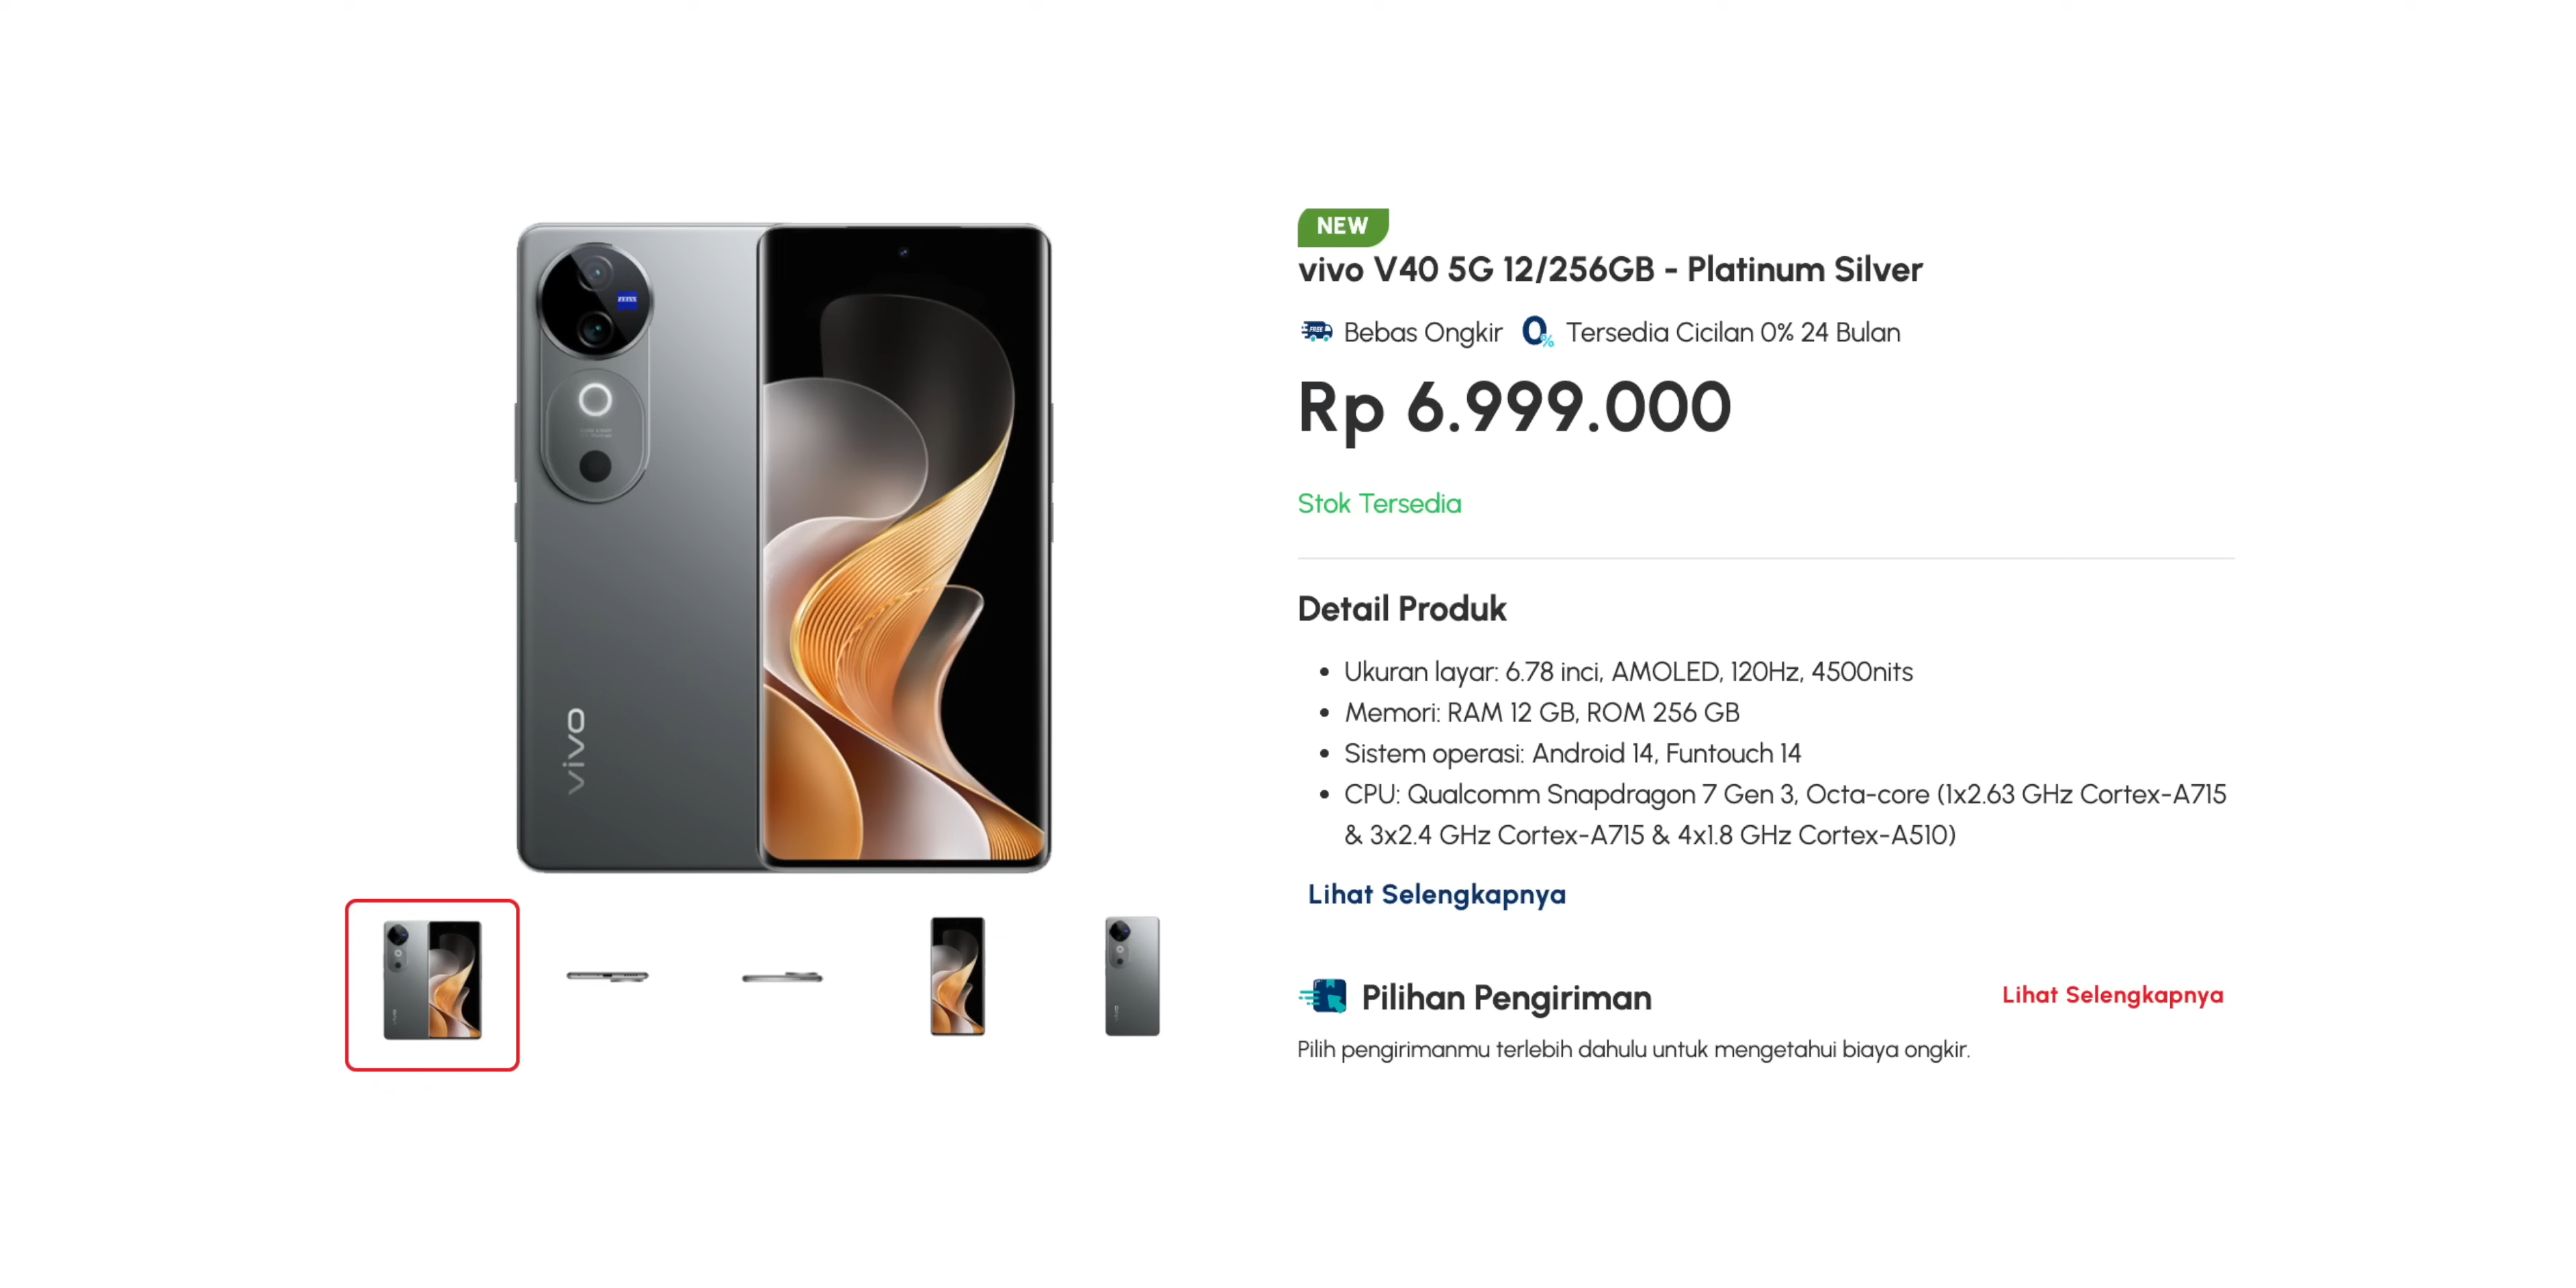 ZEISS
vivo
NEW
vivo V40 5G 12/256GB - Platinum Silver
FREE Bebas Ongkir 0% Tersedia Cicilan 0% 24 Bulan
Rp 6.999.000
Stok Tersedia
Detail Produk
• Ukuran layar: 6.78 inci, AMOLED, 120Hz, 4500nits
• Memori: RAM 12 GB, ROM 256 GB
• Sistem operasi: Android 14, Funtouch 14
• CPU: Qualcomm Snapdragon 7 Gen 3, Octa-core (1x2.63 GHz Cortex-A715
& 3x2.4 GHz Cortex-A715 & 4x1.8 GHz Cortex-A510)
Lihat Selengkapnya
Pilihan Pengiriman Lihat Selengkapnya
Pilih pengirimanmu terlebih dahulu untuk mengetahui biaya ongkir.